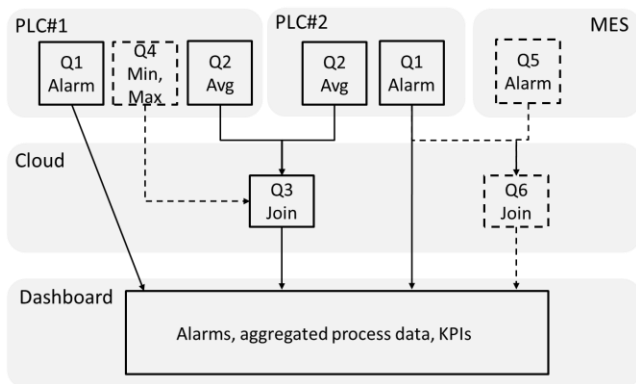 PLC#1
PLC#2
MES
Q1
Alarm
Q4
Min,
Max
Q2
Avg
Q2
Avg
Q1
Alarm
Q5
Alarm
Cloud
Q3
Join
Q6
Join
Dashboard
Alarms, aggregated process data, KPIs